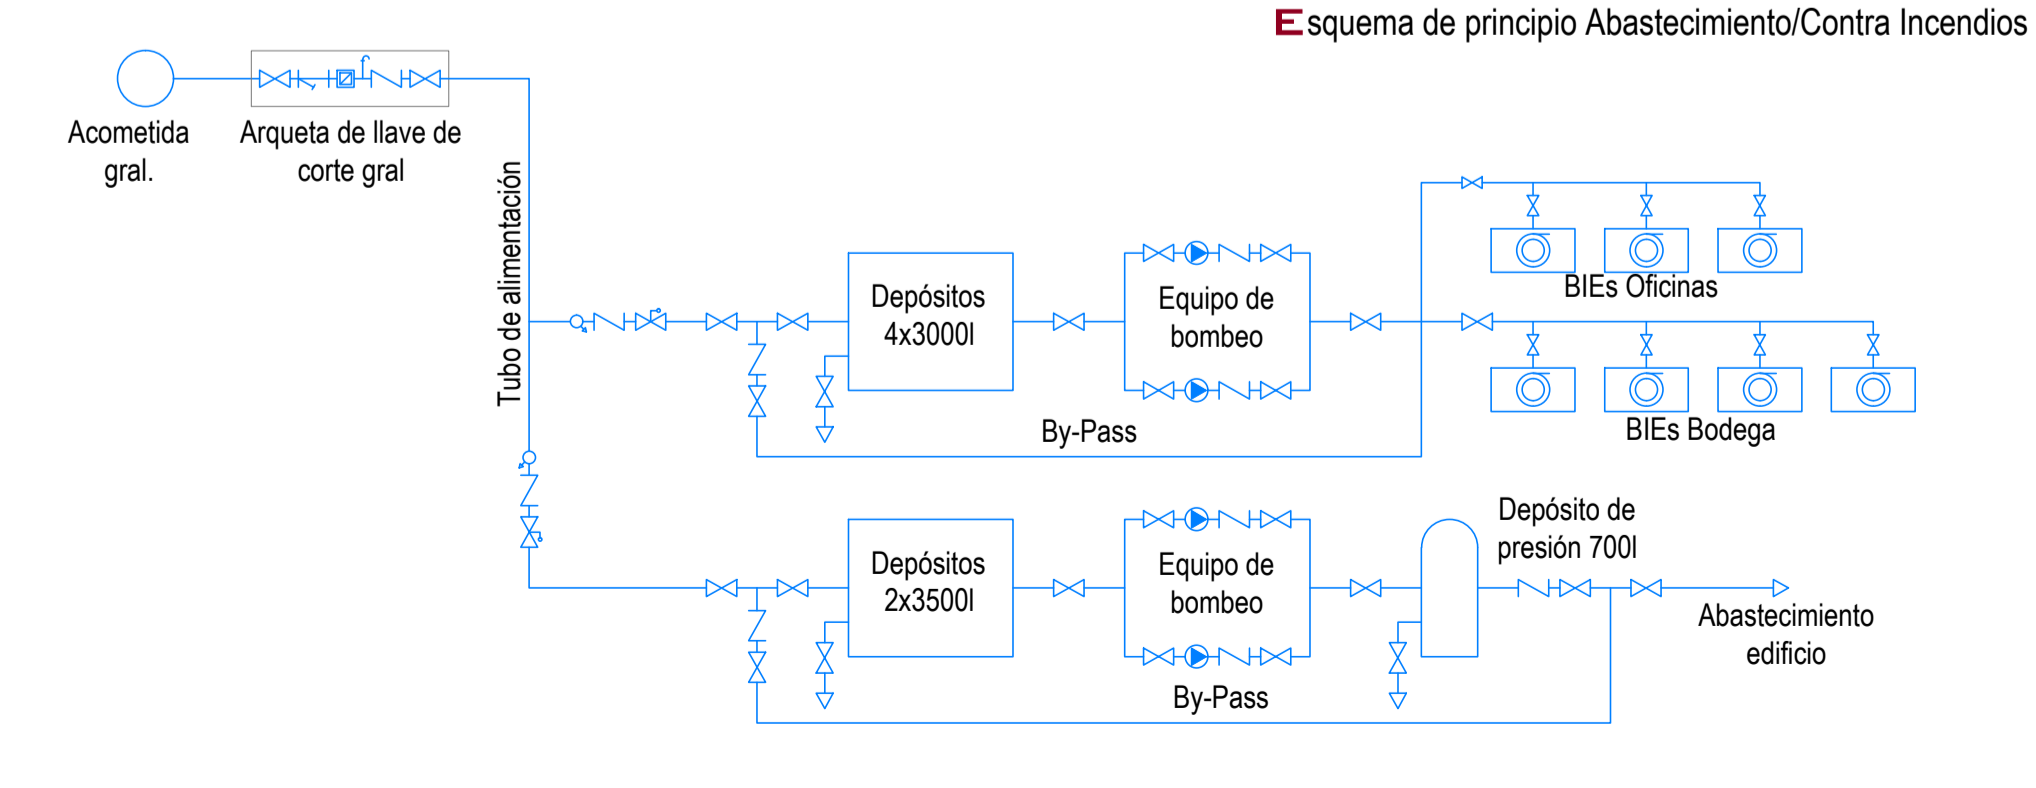 Esquema de principio Abastecimiento/Contra Incendios
Acometida
gral.
Arqueta de llave de
corte gral
Tubo de alimentación
Depósitos
4x3000l
Equipo de
bombeo
BIEs Oficinas
BIEs Bodega
By-Pass
Depósitos
2x3500l
Equipo de
bombeo
Depósito de
presión 700l
Abastecimiento
edificio
By-Pass